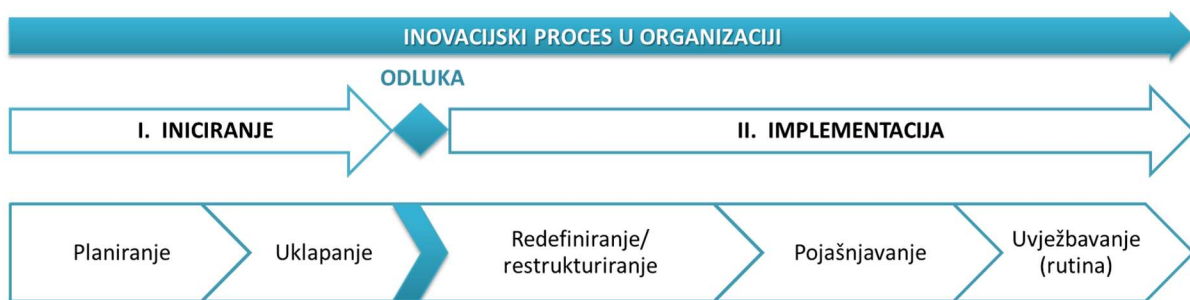 INOVACIJSKI PROCES U ORGANIZACIJI
ODLUKA
I. INICIRANJE
II. IMPLEMENTACIJA
Planiranje
Uklapanje
Redefiniranje/
restrukturiranje
Pojašnjavanje
Uvježbavanje
(rutina)